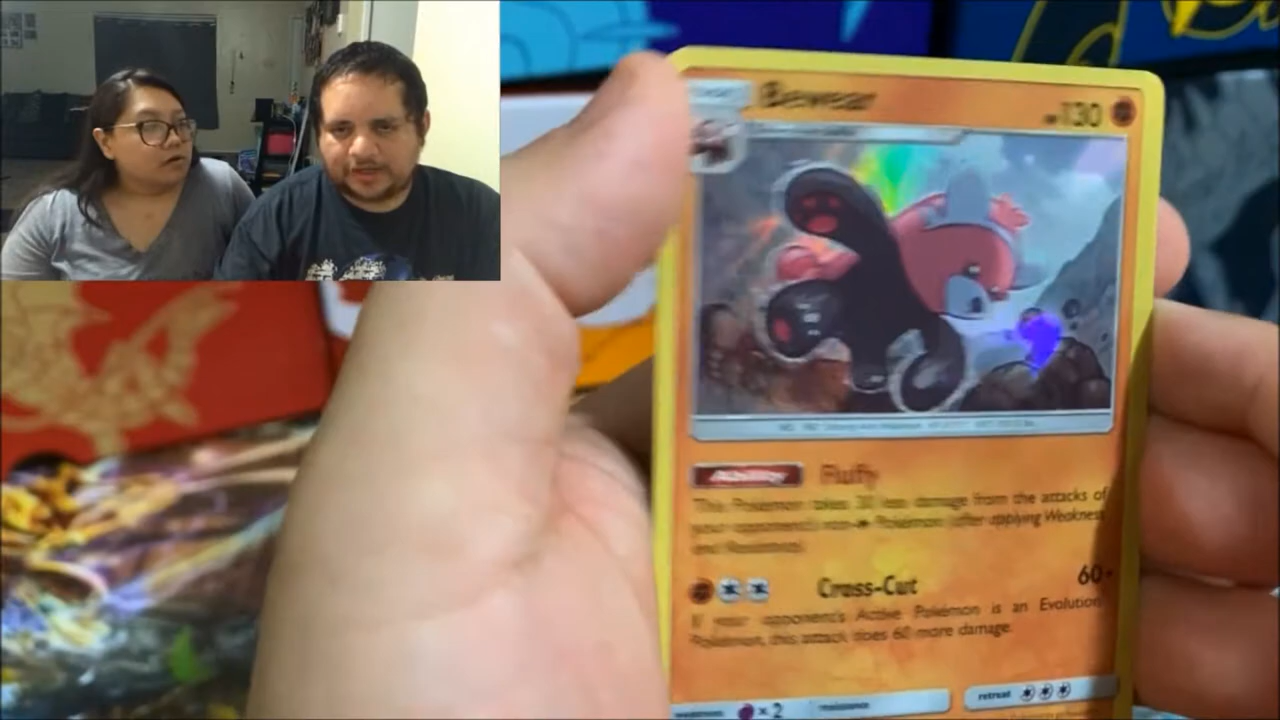 Bewear
HP130
Ability Fluffy
This Pokémon takes 30 less damage from the attacks of
your opponent's non- Pokémon (after applying Weakness
and Resistance).
Cross-Cut 60+
If your opponent's Active Pokémon is an Evolution
Pokémon, this attack does 60 more damage.
weakness ×2 resistance retreat